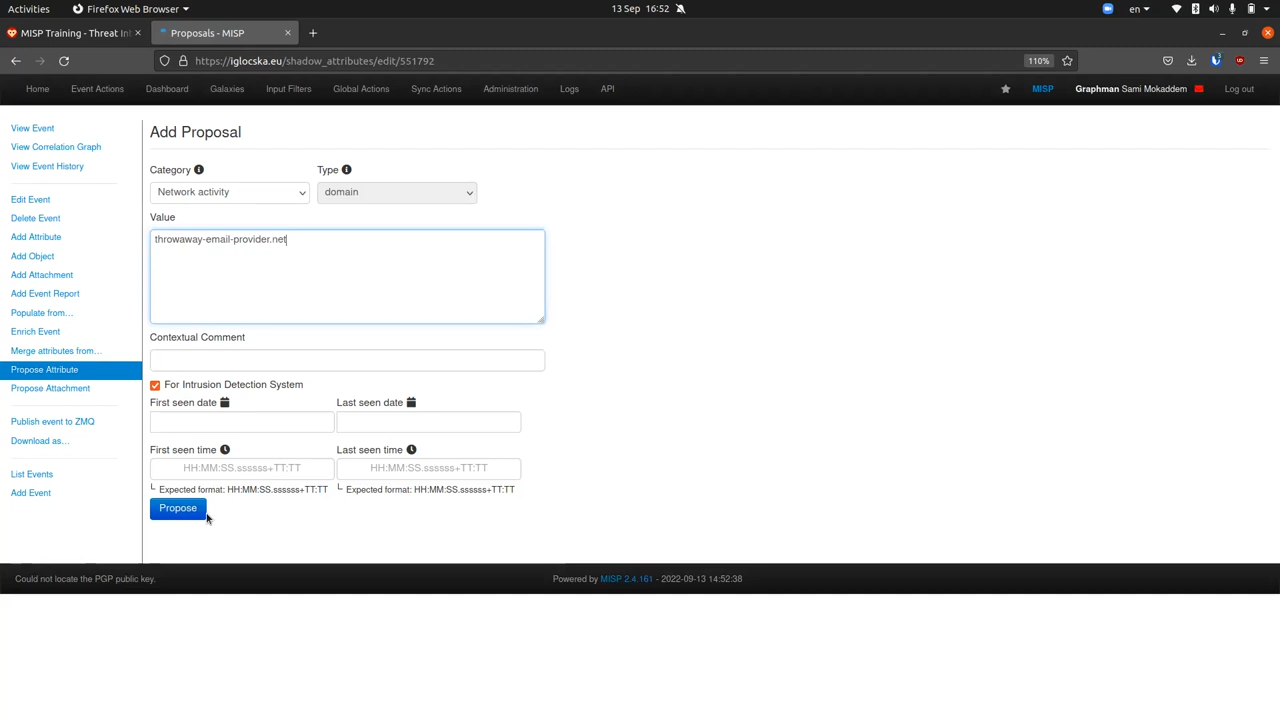 Activities
Firefox Web Browser
13 Sep 16:52
en
MISP Training - Threat In
Proposals - MISP
https://iglocska.eu/shadow_attributes/edit/551792
110%
Home
Event Actions
Dashboard
Galaxies
Input Filters
Global Actions
Sync Actions
Administration
Logs
API
MISP
Graphman Sami Mokaddem
Log out
View Event
View Correlation Graph
View Event History
Edit Event
Delete Event
Add Attribute
Add Object
Add Attachment
Add Event Report
Populate from...
Enrich Event
Merge attributes from...
Propose Attribute
Propose Attachment
Publish event to ZMQ
Download as...
List Events
Add Event
Add Proposal
Category
Type
Network activity
domain
Value
throwaway-email-provider.net
Contextual Comment
For Intrusion Detection System
First seen date
Last seen date
First seen time
Last seen time
HH:MM:SS.ssssss+TT:TT
HH:MM:SS.ssssss+TT:TT
Expected format: HH:MM:SS.ssssss+TT:TT
Expected format: HH:MM:SS.ssssss+TT:TT
Propose
Could not locate the PGP public key.
Powered by MISP 2.4.161 - 2022-09-13 14:52:38